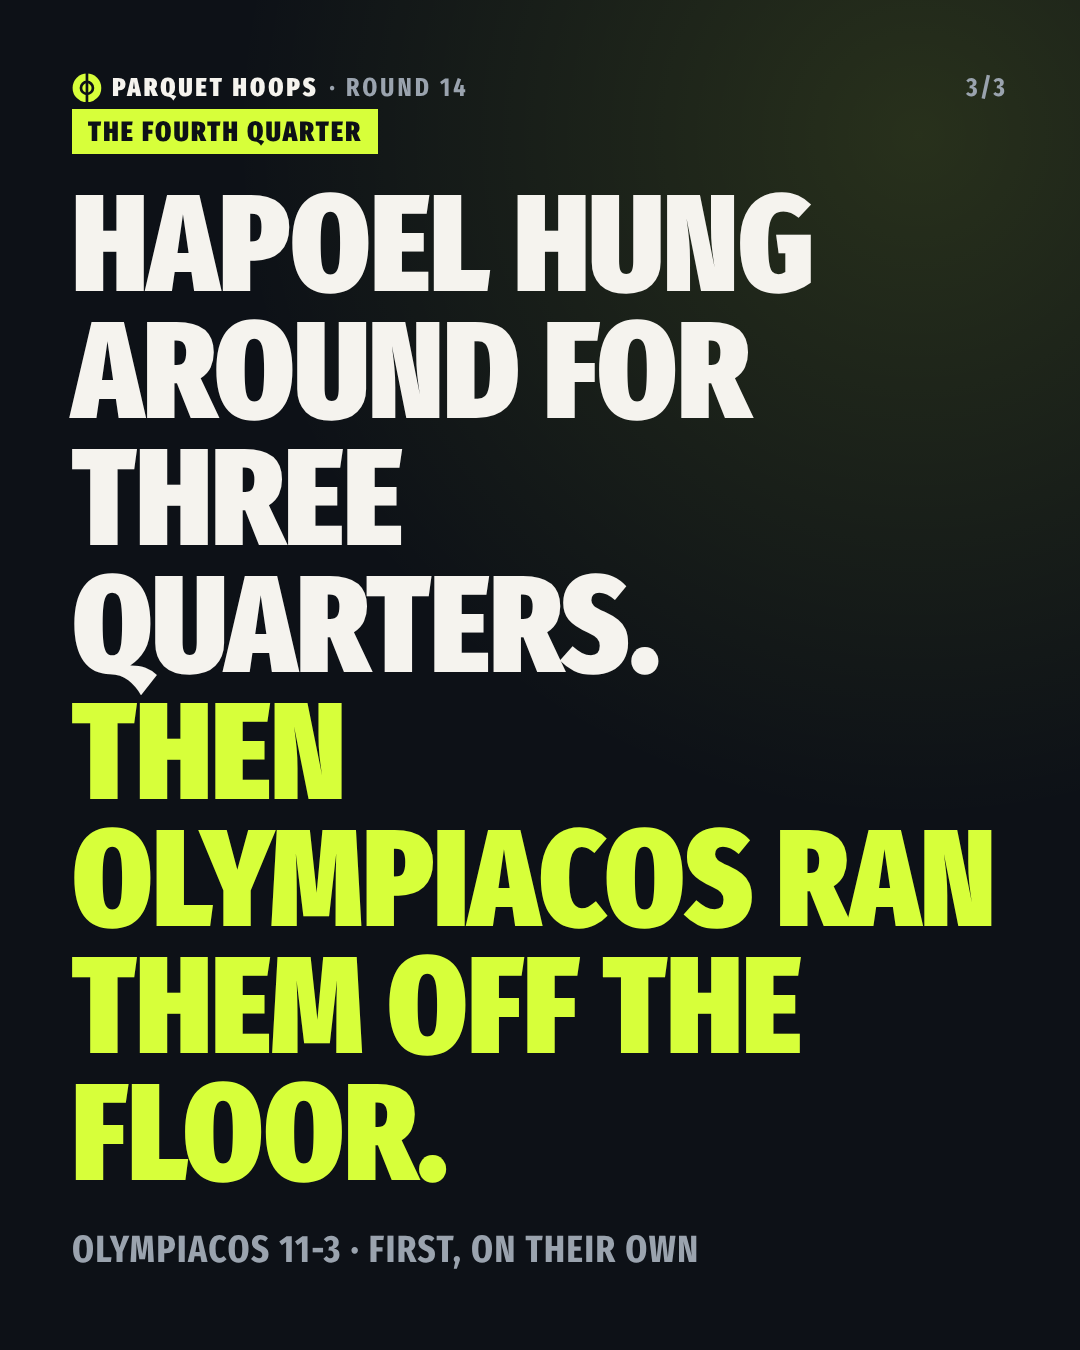 PARQUET HOOPS · ROUND 14
3/3
THE FOURTH QUARTER
HAPOEL HUNG
AROUND FOR
THREE
QUARTERS.
THEN
OLYMPIACOS RAN
THEM OFF THE
FLOOR.
OLYMPIACOS 11-3 · FIRST, ON THEIR OWN